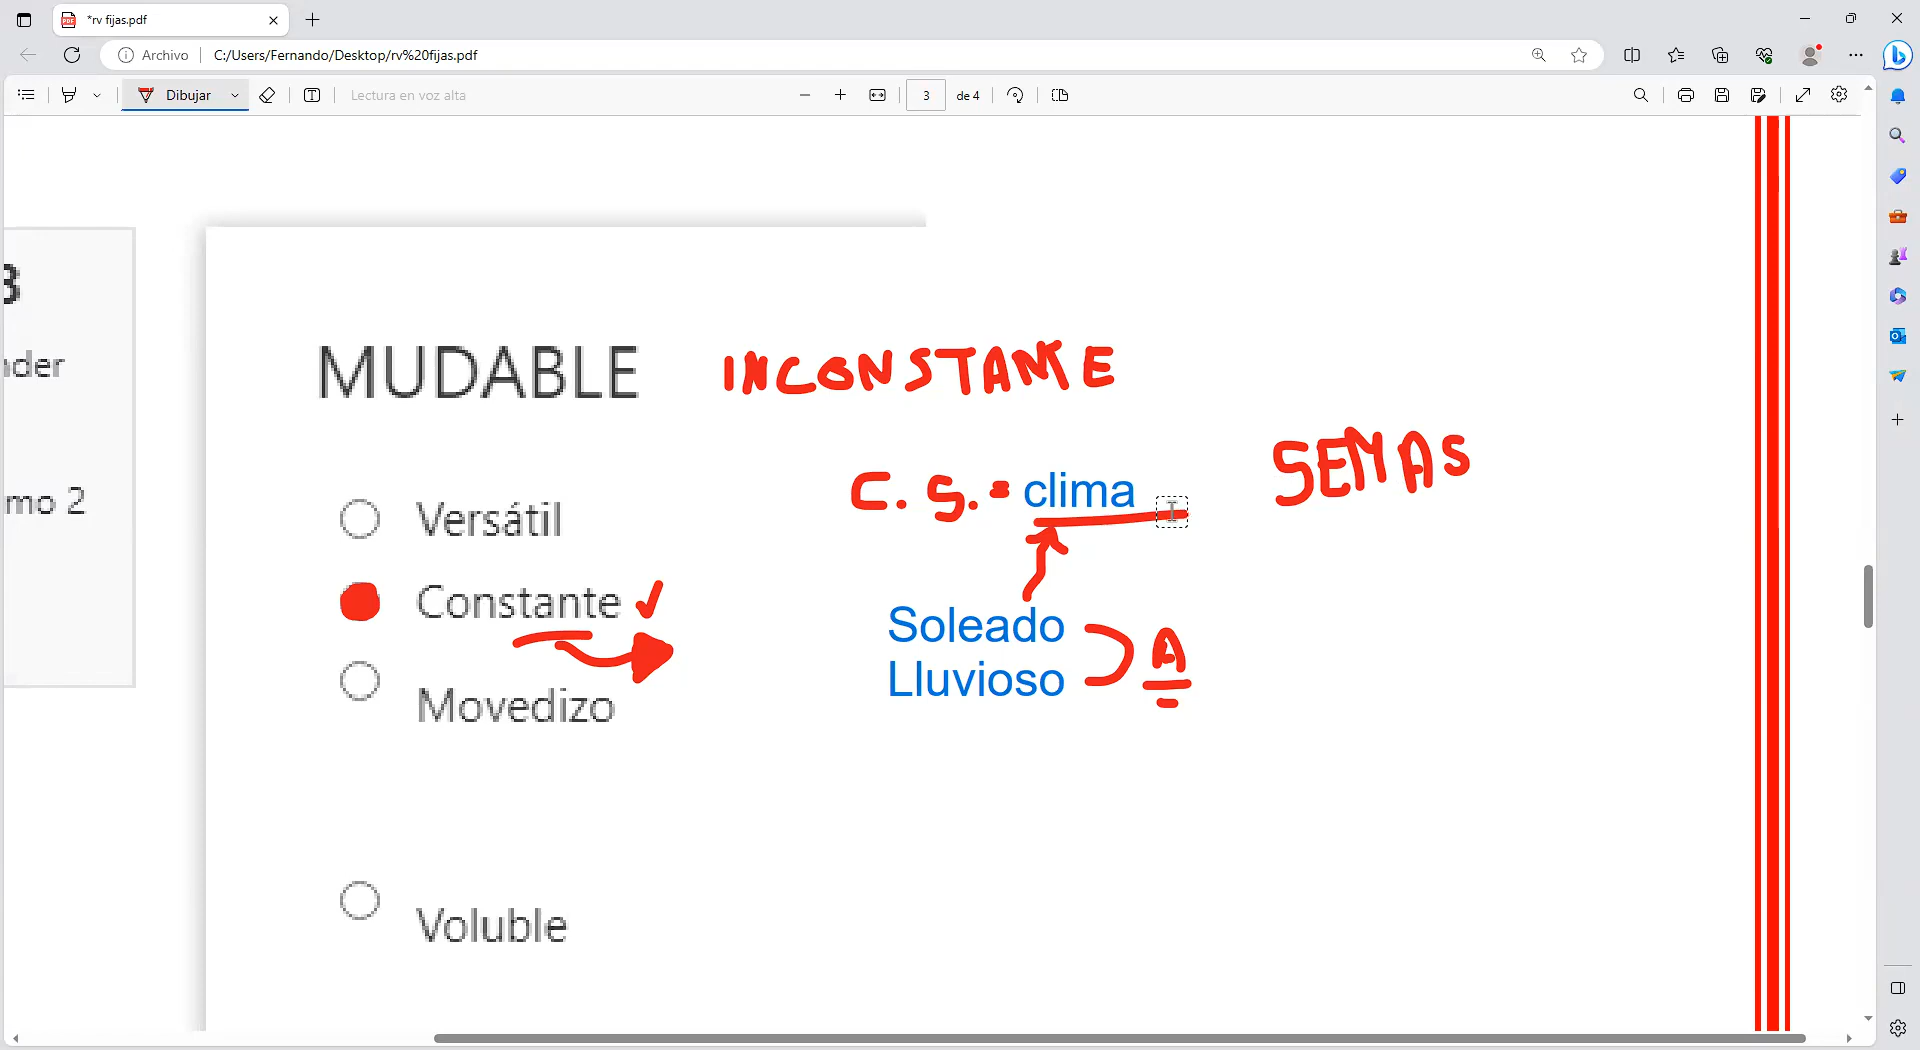 *rv fijas.pdf
Archivo
C:/Users/Fernando/Desktop/rv%20fijas.pdf
Dibujar
Lectura en voz alta
3 de 4
3
nder
mo 2
MUDABLE INCONSTANTE
SEMAS
C. S. = clima
Versátil
Constante
Soleado
Lluvioso
A
Movedizo
Voluble